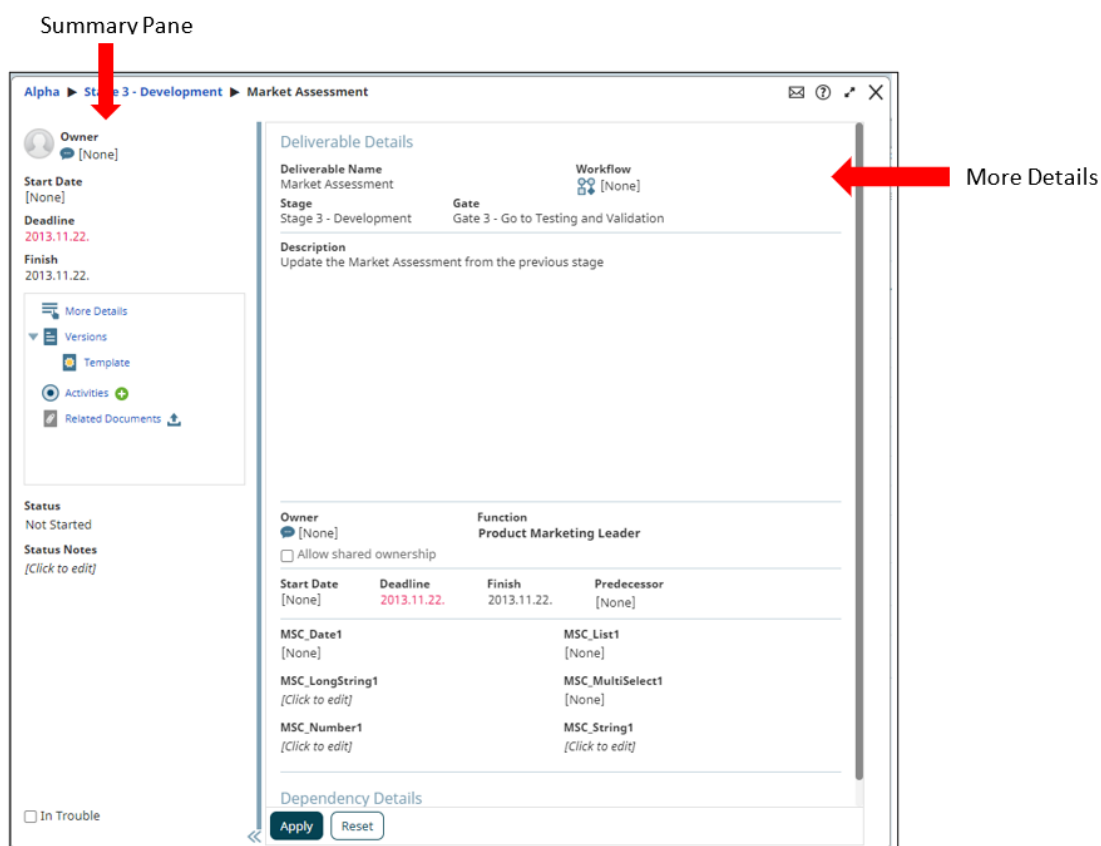 Summary Pane
Alpha ▶ Stage 3 - Development ▶ Market Assessment
Owner
[None]
Start Date
[None]
Deadline
2013.11.22.
Finish
2013.11.22.
More Details
Versions
Template
Activities
Related Documents
Status
Not Started
Status Notes
[Click to edit]
In Trouble
Deliverable Details
Deliverable Name Workflow
Market Assessment [None]
Stage Gate
Stage 3 - Development Gate 3 - Go to Testing and Validation
Description
Update the Market Assessment from the previous stage
Owner Function
[None] Product Marketing Leader
Allow shared ownership
Start Date Deadline Finish Predecessor
[None] 2013.11.22. 2013.11.22. [None]
MSC_Date1 MSC_List1
[None] [None]
MSC_LongString1 MSC_MultiSelect1
[Click to edit] [None]
MSC_Number1 MSC_String1
[Click to edit] [Click to edit]
Dependency Details
Apply Reset
More Details